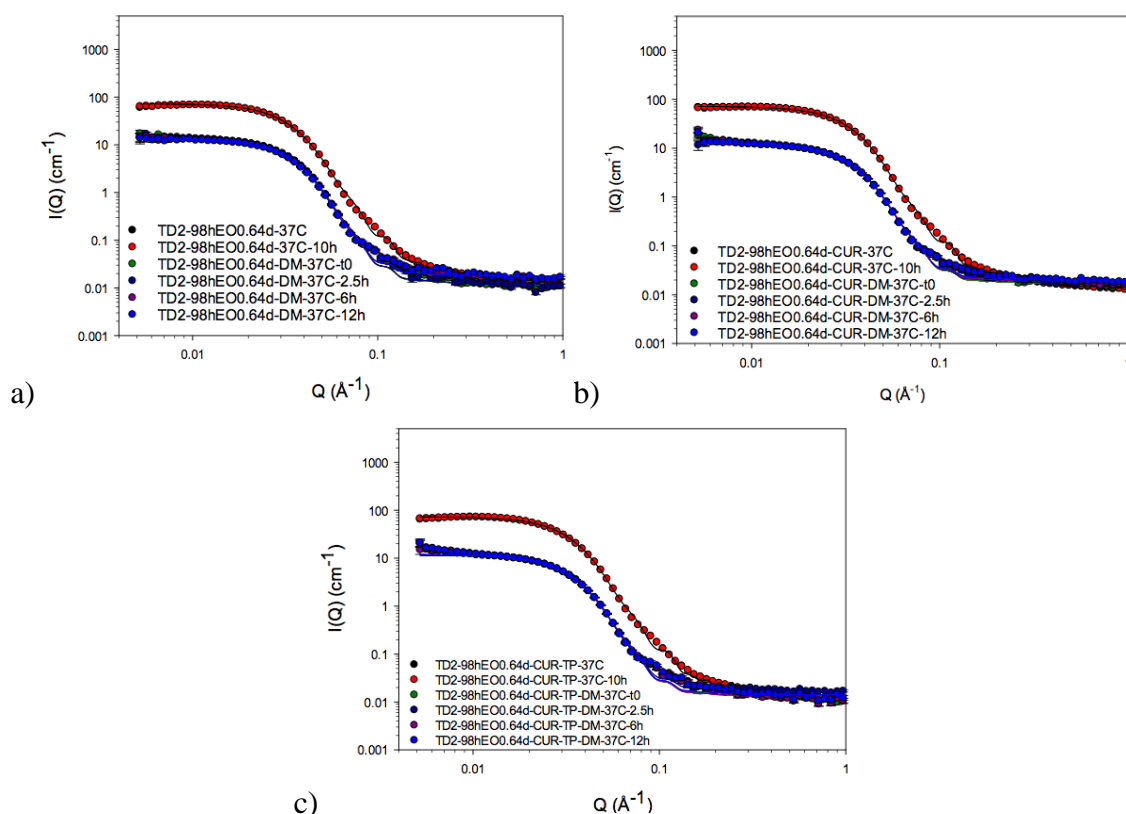 1000
100
10
1
0.1
0.01
0.001
I(Q) (cm-1)
TD2-98hEO0.64d-37C
TD2-98hEO0.64d-37C-10h
TD2-98hEO0.64d-DM-37C-t0
TD2-98hEO0.64d-DM-37C-2.5h
TD2-98hEO0.64d-DM-37C-6h
TD2-98hEO0.64d-DM-37C-12h
0.01 0.1 1
Q (Å-1)
a)
1000
100
10
1
0.1
0.01
0.001
I(Q) (cm-1)
TD2-98hEO0.64d-CUR-37C
TD2-98hEO0.64d-CUR-37C-10h
TD2-98hEO0.64d-CUR-DM-37C-t0
TD2-98hEO0.64d-CUR-DM-37C-2.5h
TD2-98hEO0.64d-CUR-DM-37C-6h
TD2-98hEO0.64d-CUR-DM-37C-12h
0.01 0.1 1
Q (Å-1)
b)
1000
100
10
1
0.1
0.01
0.001
I(Q) (cm-1)
TD2-98hEO0.64d-CUR-TP-37C
TD2-98hEO0.64d-CUR-TP-37C-10h
TD2-98hEO0.64d-CUR-TP-DM-37C-t0
TD2-98hEO0.64d-CUR-TP-DM-37C-2.5h
TD2-98hEO0.64d-CUR-TP-DM-37C-6h
TD2-98hEO0.64d-CUR-TP-DM-37C-12h
0.01 0.1 1
Q (Å-1)
c)